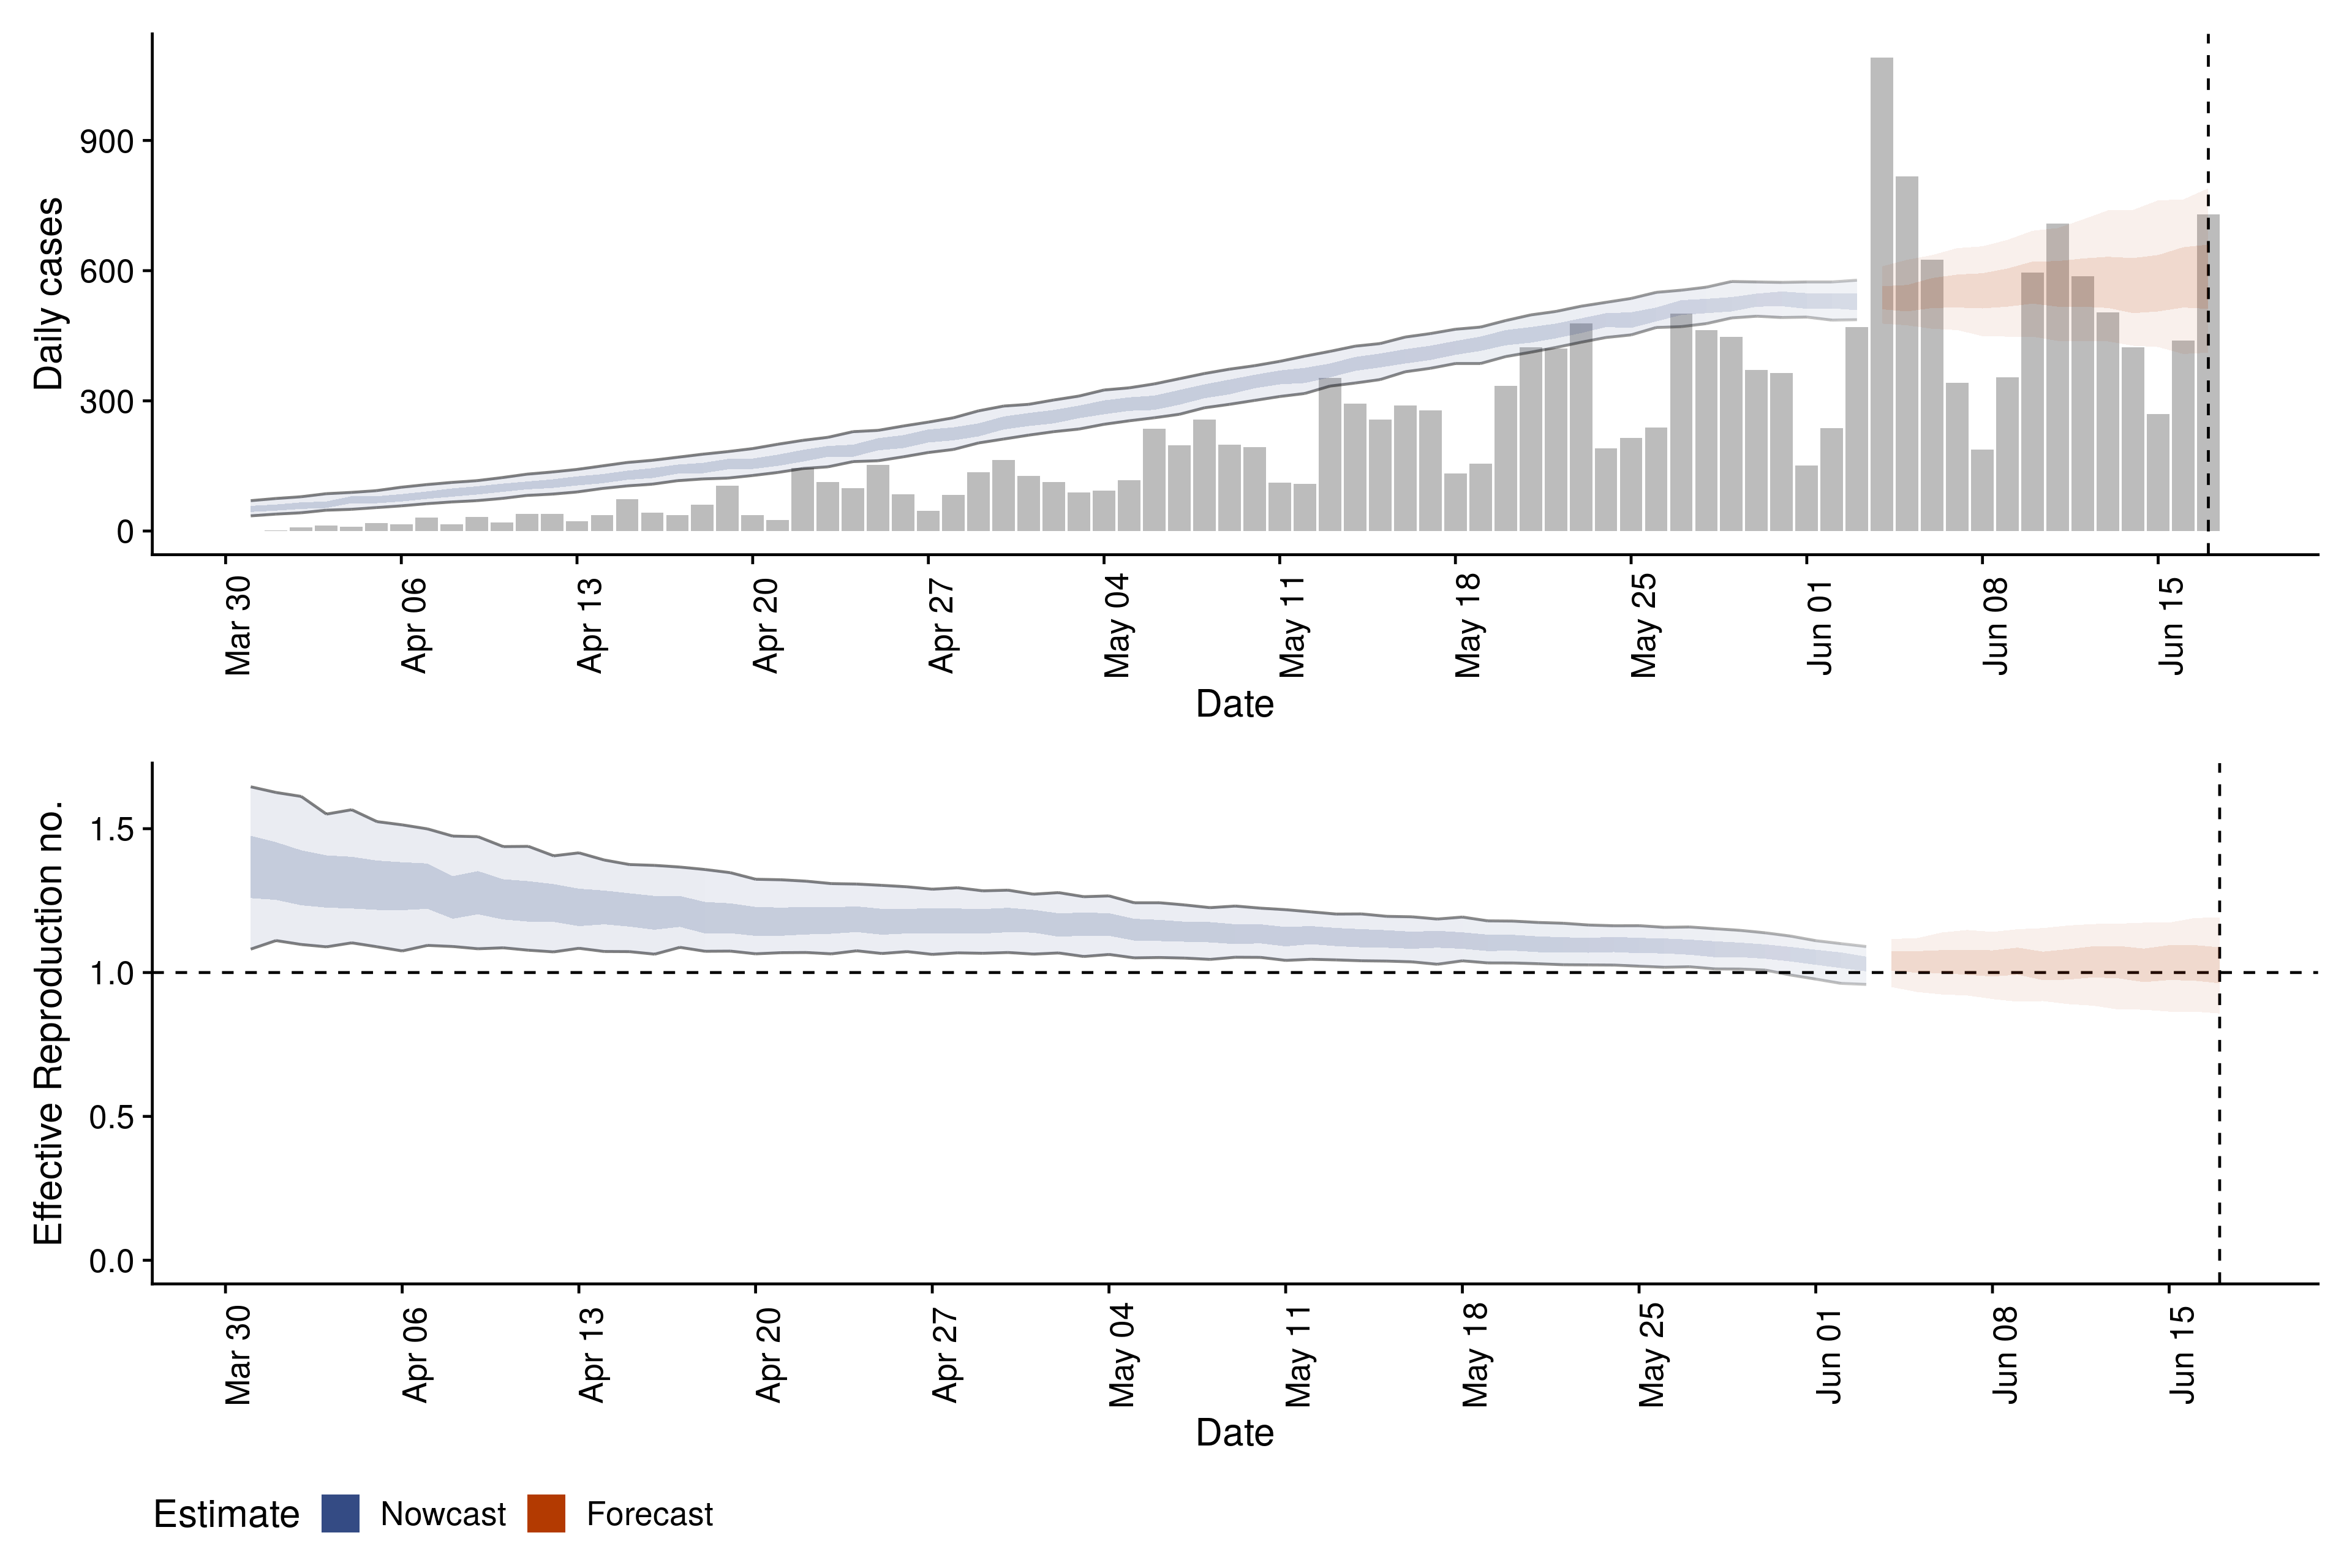 Daily cases
900
600
300
0
Mar 30 Apr 06 Apr 13 Apr 20 Apr 27 May 04 May 11 May 18 May 25 Jun 01 Jun 08 Jun 15
Date
Effective Reproduction no.
1.5
1.0
0.5
0.0
Mar 30 Apr 06 Apr 13 Apr 20 Apr 27 May 04 May 11 May 18 May 25 Jun 01 Jun 08 Jun 15
Date
Estimate Nowcast Forecast